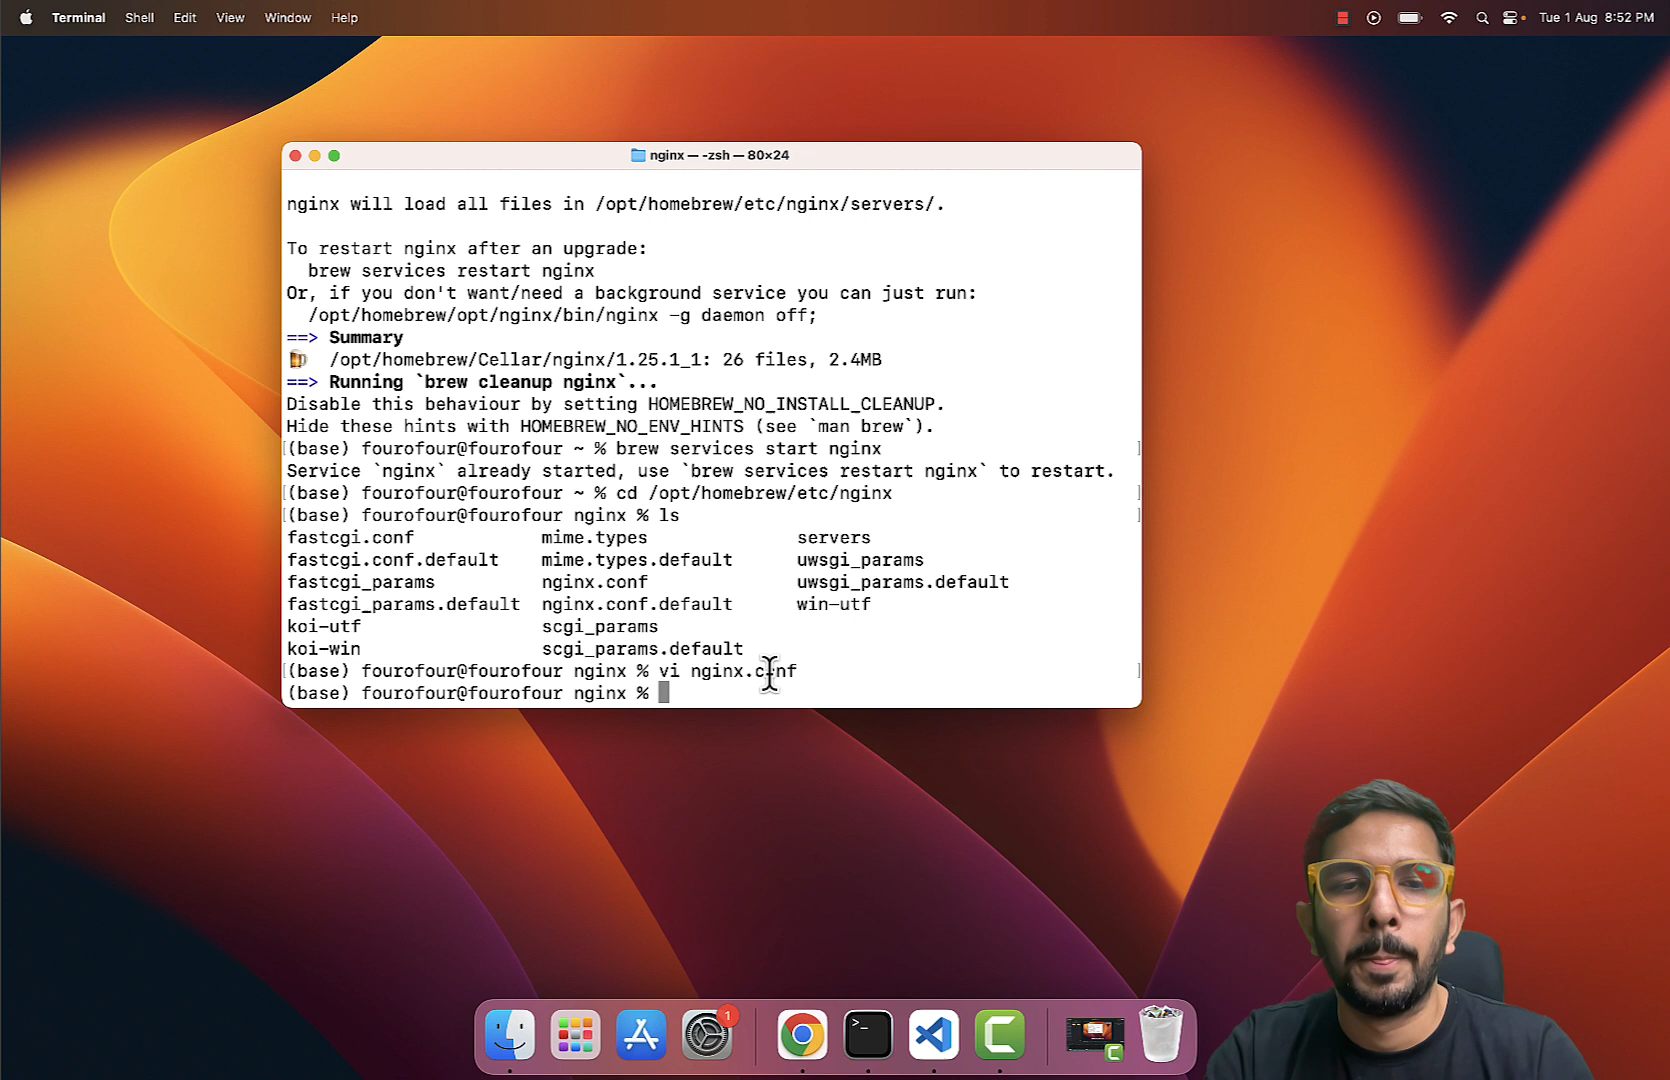 Terminal Shell Edit View Window Help Tue 1 Aug 8:52 PM
nginx — -zsh — 80×24
nginx will load all files in /opt/homebrew/etc/nginx/servers/.
To restart nginx after an upgrade:
brew services restart nginx
Or, if you don't want/need a background service you can just run:
/opt/homebrew/opt/nginx/bin/nginx -g daemon off;
==> Summary
/opt/homebrew/Cellar/nginx/1.25.1_1: 26 files, 2.4MB
==> Running `brew cleanup nginx`...
Disable this behaviour by setting HOMEBREW_NO_INSTALL_CLEANUP.
Hide these hints with HOMEBREW_NO_ENV_HINTS (see `man brew`).
[(base) fourofour@fourofour ~ % brew services start nginx ]
Service `nginx` already started, use `brew services restart nginx` to restart.
[(base) fourofour@fourofour ~ % cd /opt/homebrew/etc/nginx ]
[(base) fourofour@fourofour nginx % ls ]
fastcgi.conf mime.types servers
fastcgi.conf.default mime.types.default uwsgi_params
fastcgi_params nginx.conf uwsgi_params.default
fastcgi_params.default nginx.conf.default win-utf
koi-utf scgi_params
koi-win scgi_params.default
[(base) fourofour@fourofour nginx % vi nginx.conf ]
(base) fourofour@fourofour nginx %
1
>_